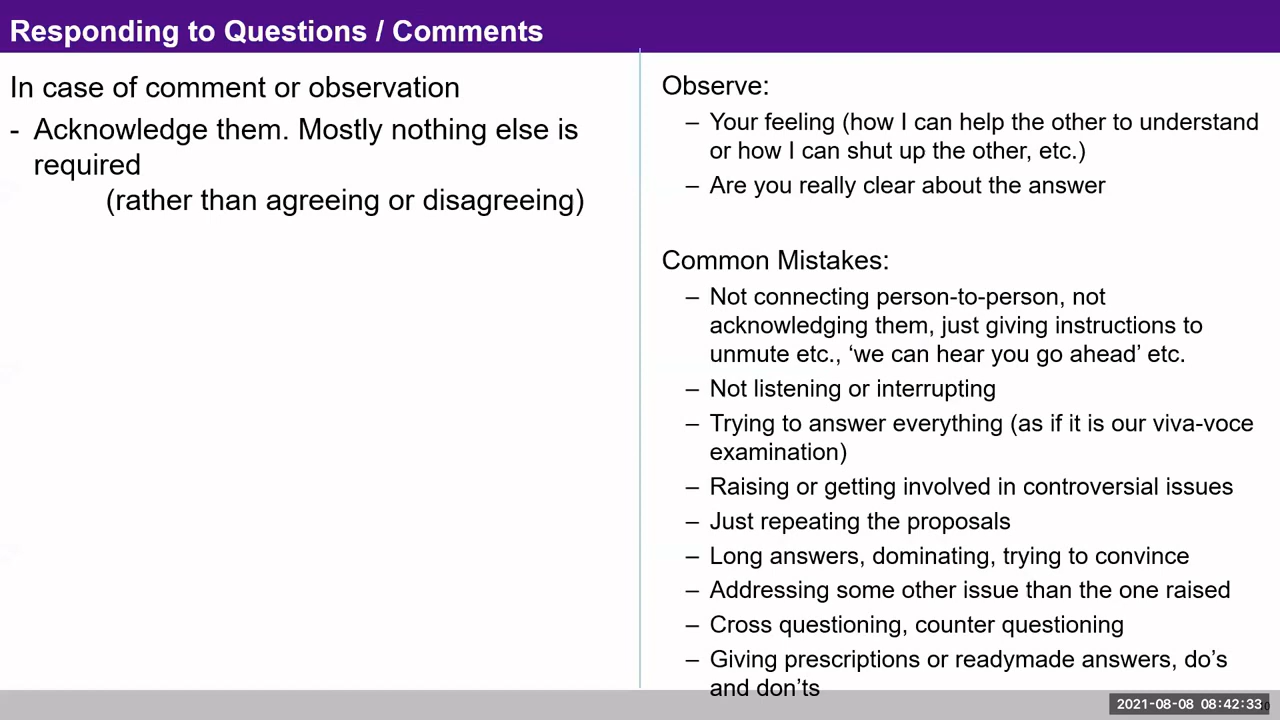 Responding to Questions / Comments
In case of comment or observation
- Acknowledge them. Mostly nothing else is
required
(rather than agreeing or disagreeing)
Observe:
– Your feeling (how I can help the other to understand
or how I can shut up the other, etc.)
– Are you really clear about the answer
Common Mistakes:
– Not connecting person-to-person, not
acknowledging them, just giving instructions to
unmute etc., ‘we can hear you go ahead’ etc.
– Not listening or interrupting
– Trying to answer everything (as if it is our viva-voce
examination)
– Raising or getting involved in controversial issues
– Just repeating the proposals
– Long answers, dominating, trying to convince
– Addressing some other issue than the one raised
– Cross questioning, counter questioning
– Giving prescriptions or readymade answers, do’s
and don’ts
2021-08-08 08:42:33